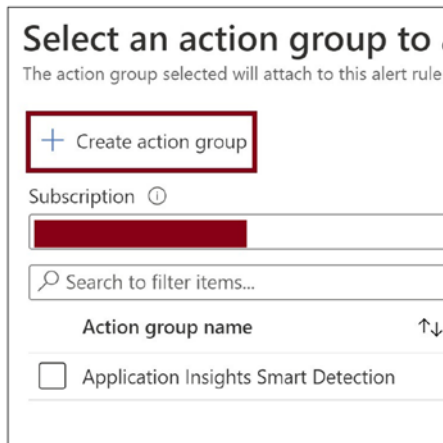 Select an action group to
The action group selected will attach to this alert rule
+ Create action group
Subscription
Search to filter items...
Action group name
Application Insights Smart Detection